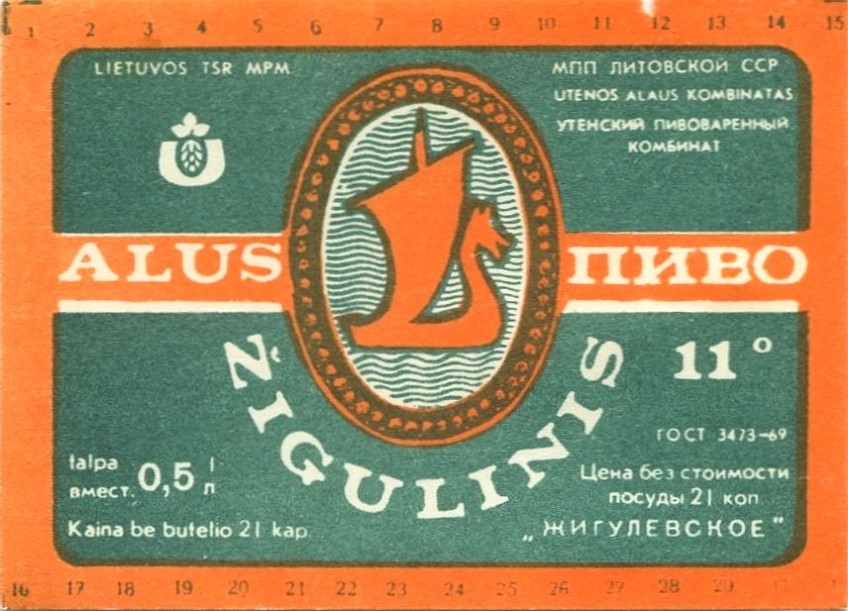 1 2 3 4 5 6 7 8 9 10 11 12 13 14 15
LIETUVOS TSR MPM
МПП ЛИТОВСКОЙ ССР
UTENOS ALAUS KOMBINATAS
УТЕНСКИЙ ПИВОВАРЕННЫЙ
КОМБИНАТ
ALUS ПИВО
ŽIGULINIS
11°
ГОСТ 3473-69
talpa
вмест. 0,5 l
л
Kaina be butelio 21 kap.
Цена без стоимости
посуды 21 коп.
„ЖИГУЛЕВСКОЕ"
16 17 18 19 20 21 22 23 24 25 26 27 28 29